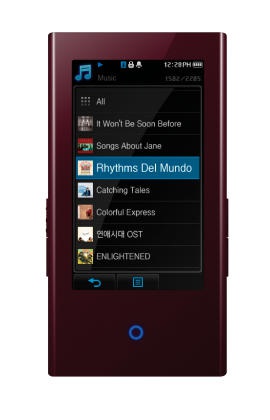 12:28PM
Music 1582/2285
All
It Won't Be Soon Before
Songs About Jane
Rhythms Del Mundo
Catching Tales
Colorful Express
연애시대 OST
ENLIGHTENED